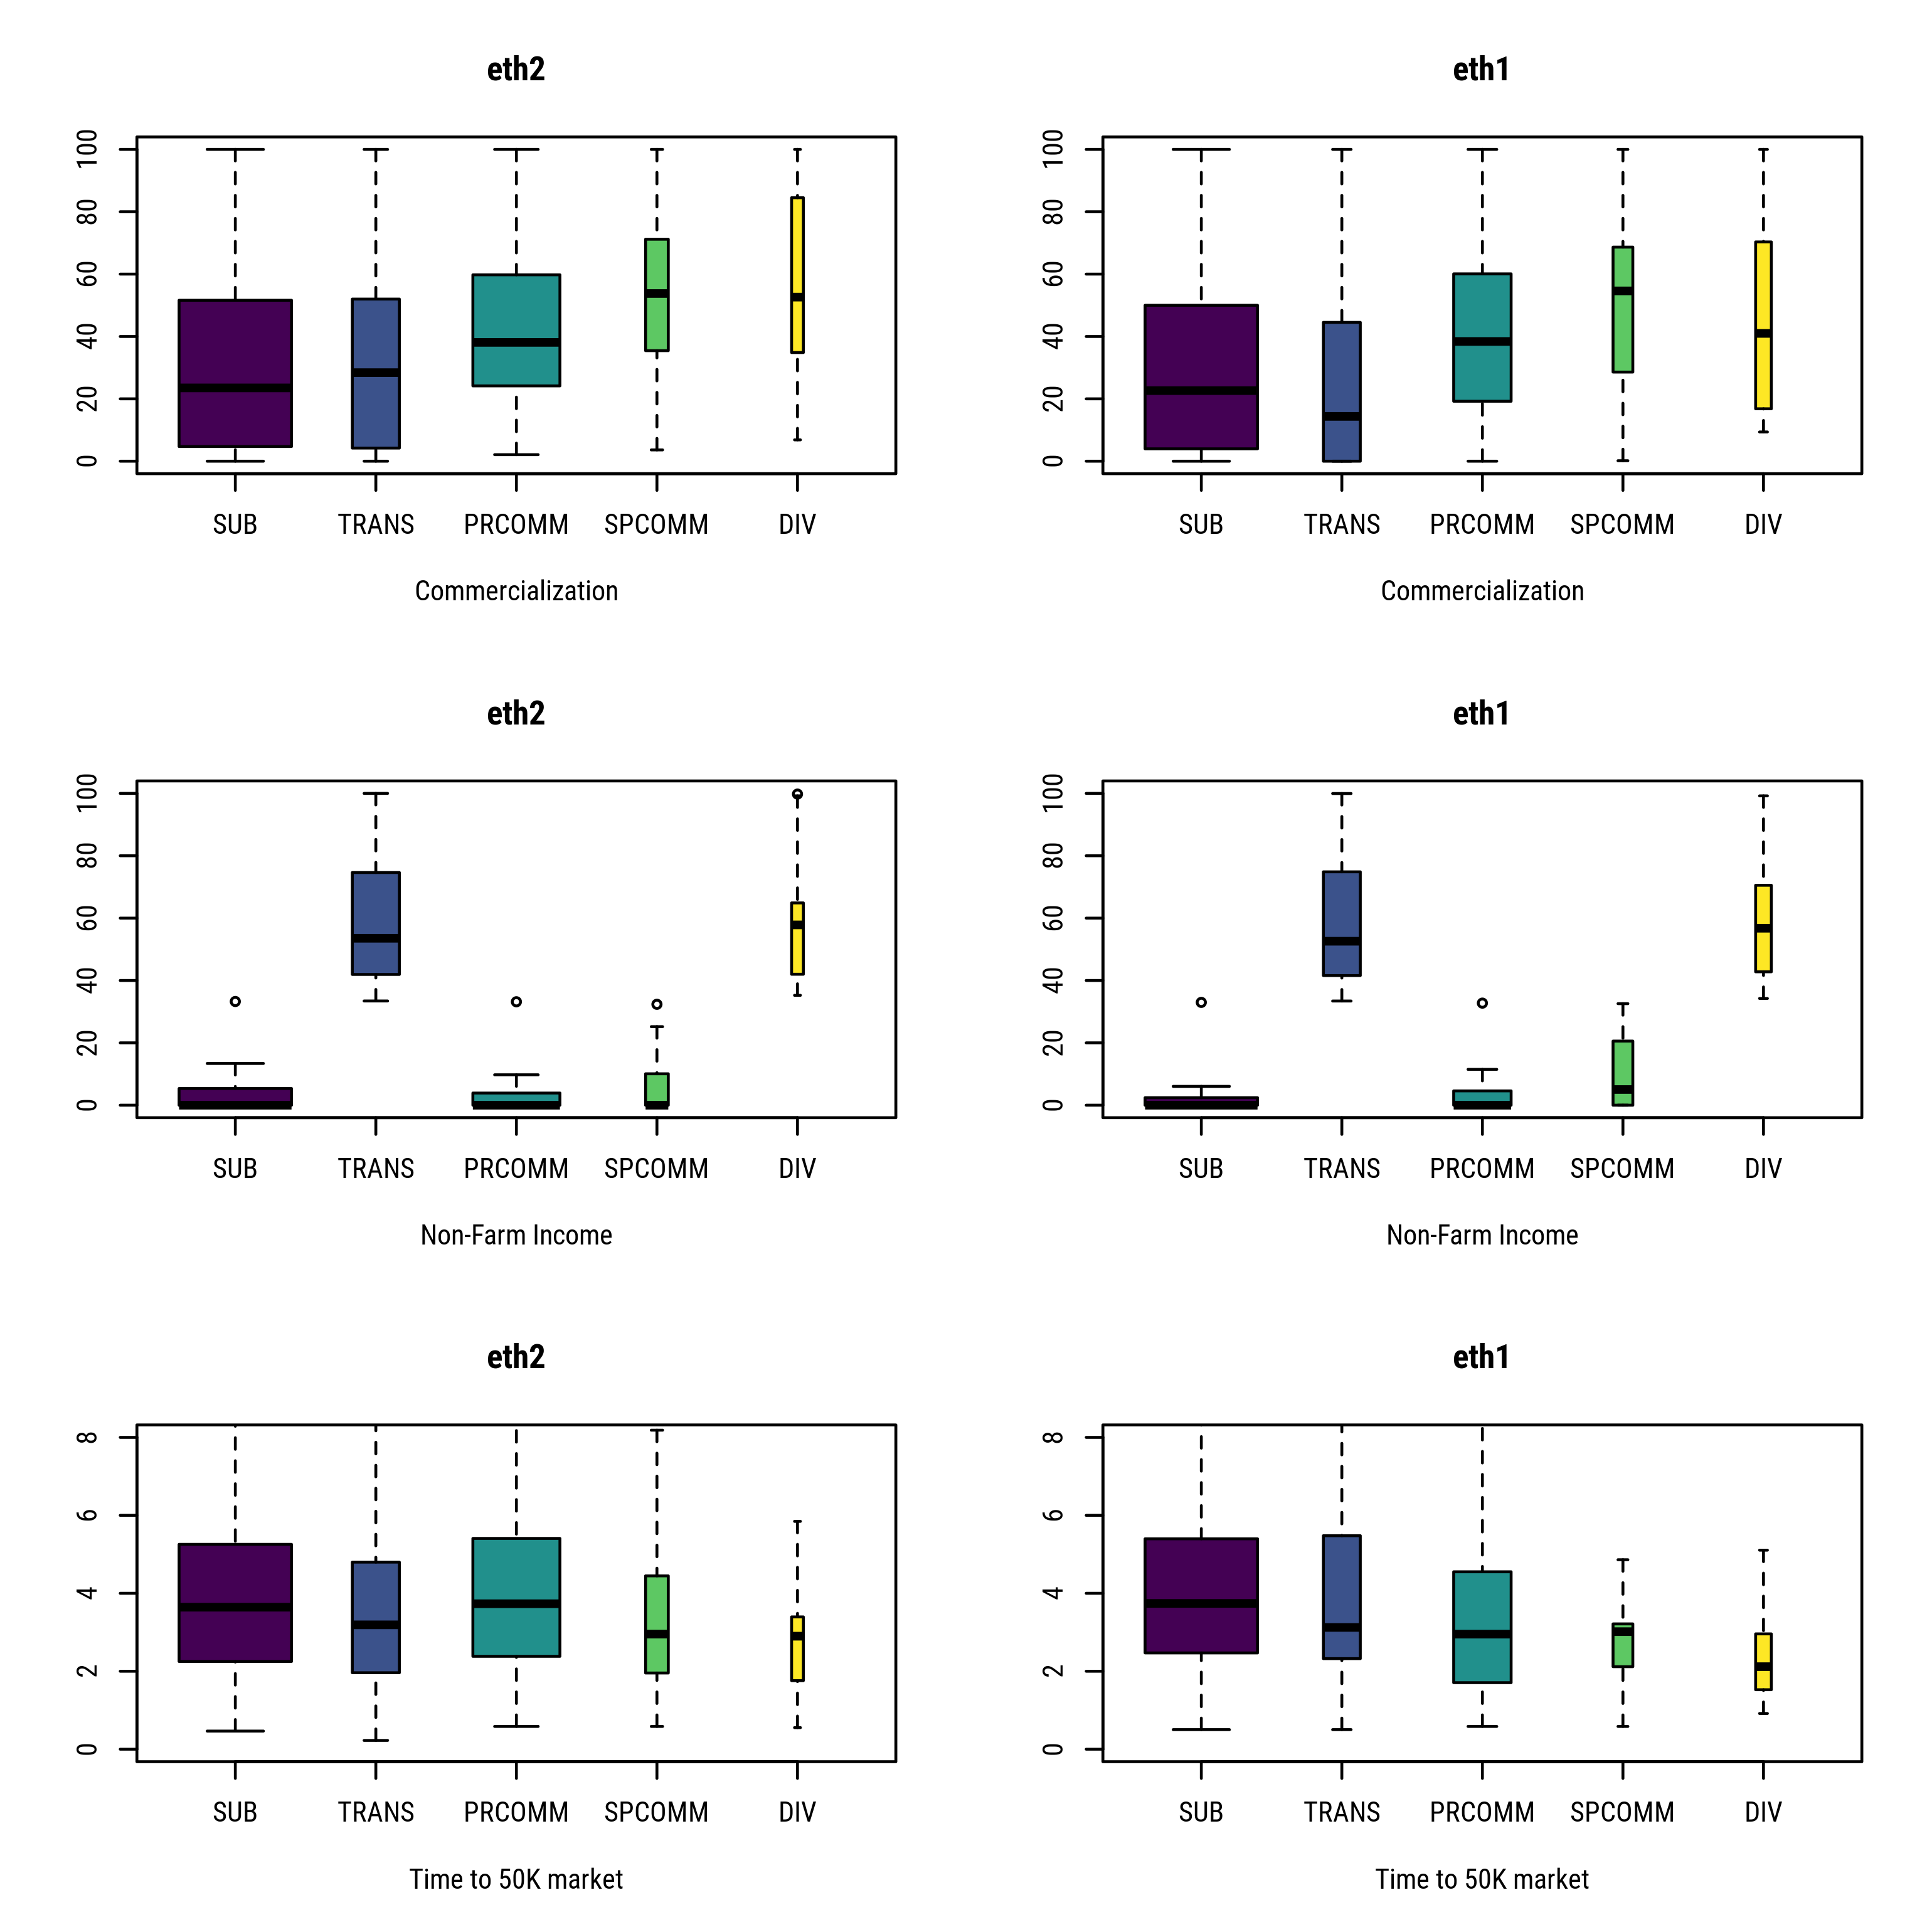 eth2 eth1
100 100
80 80
60 60
40 40
20 20
0 0
SUB TRANS PRCOMM SPCOMM DIV SUB TRANS PRCOMM SPCOMM DIV
Commercialization Commercialization
eth2 eth1
100 100
80 80
60 60
40 40
20 20
0 0
SUB TRANS PRCOMM SPCOMM DIV SUB TRANS PRCOMM SPCOMM DIV
Non-Farm Income Non-Farm Income
eth2 eth1
8 8
6 6
4 4
2 2
0 0
SUB TRANS PRCOMM SPCOMM DIV SUB TRANS PRCOMM SPCOMM DIV
Time to 50K market Time to 50K market